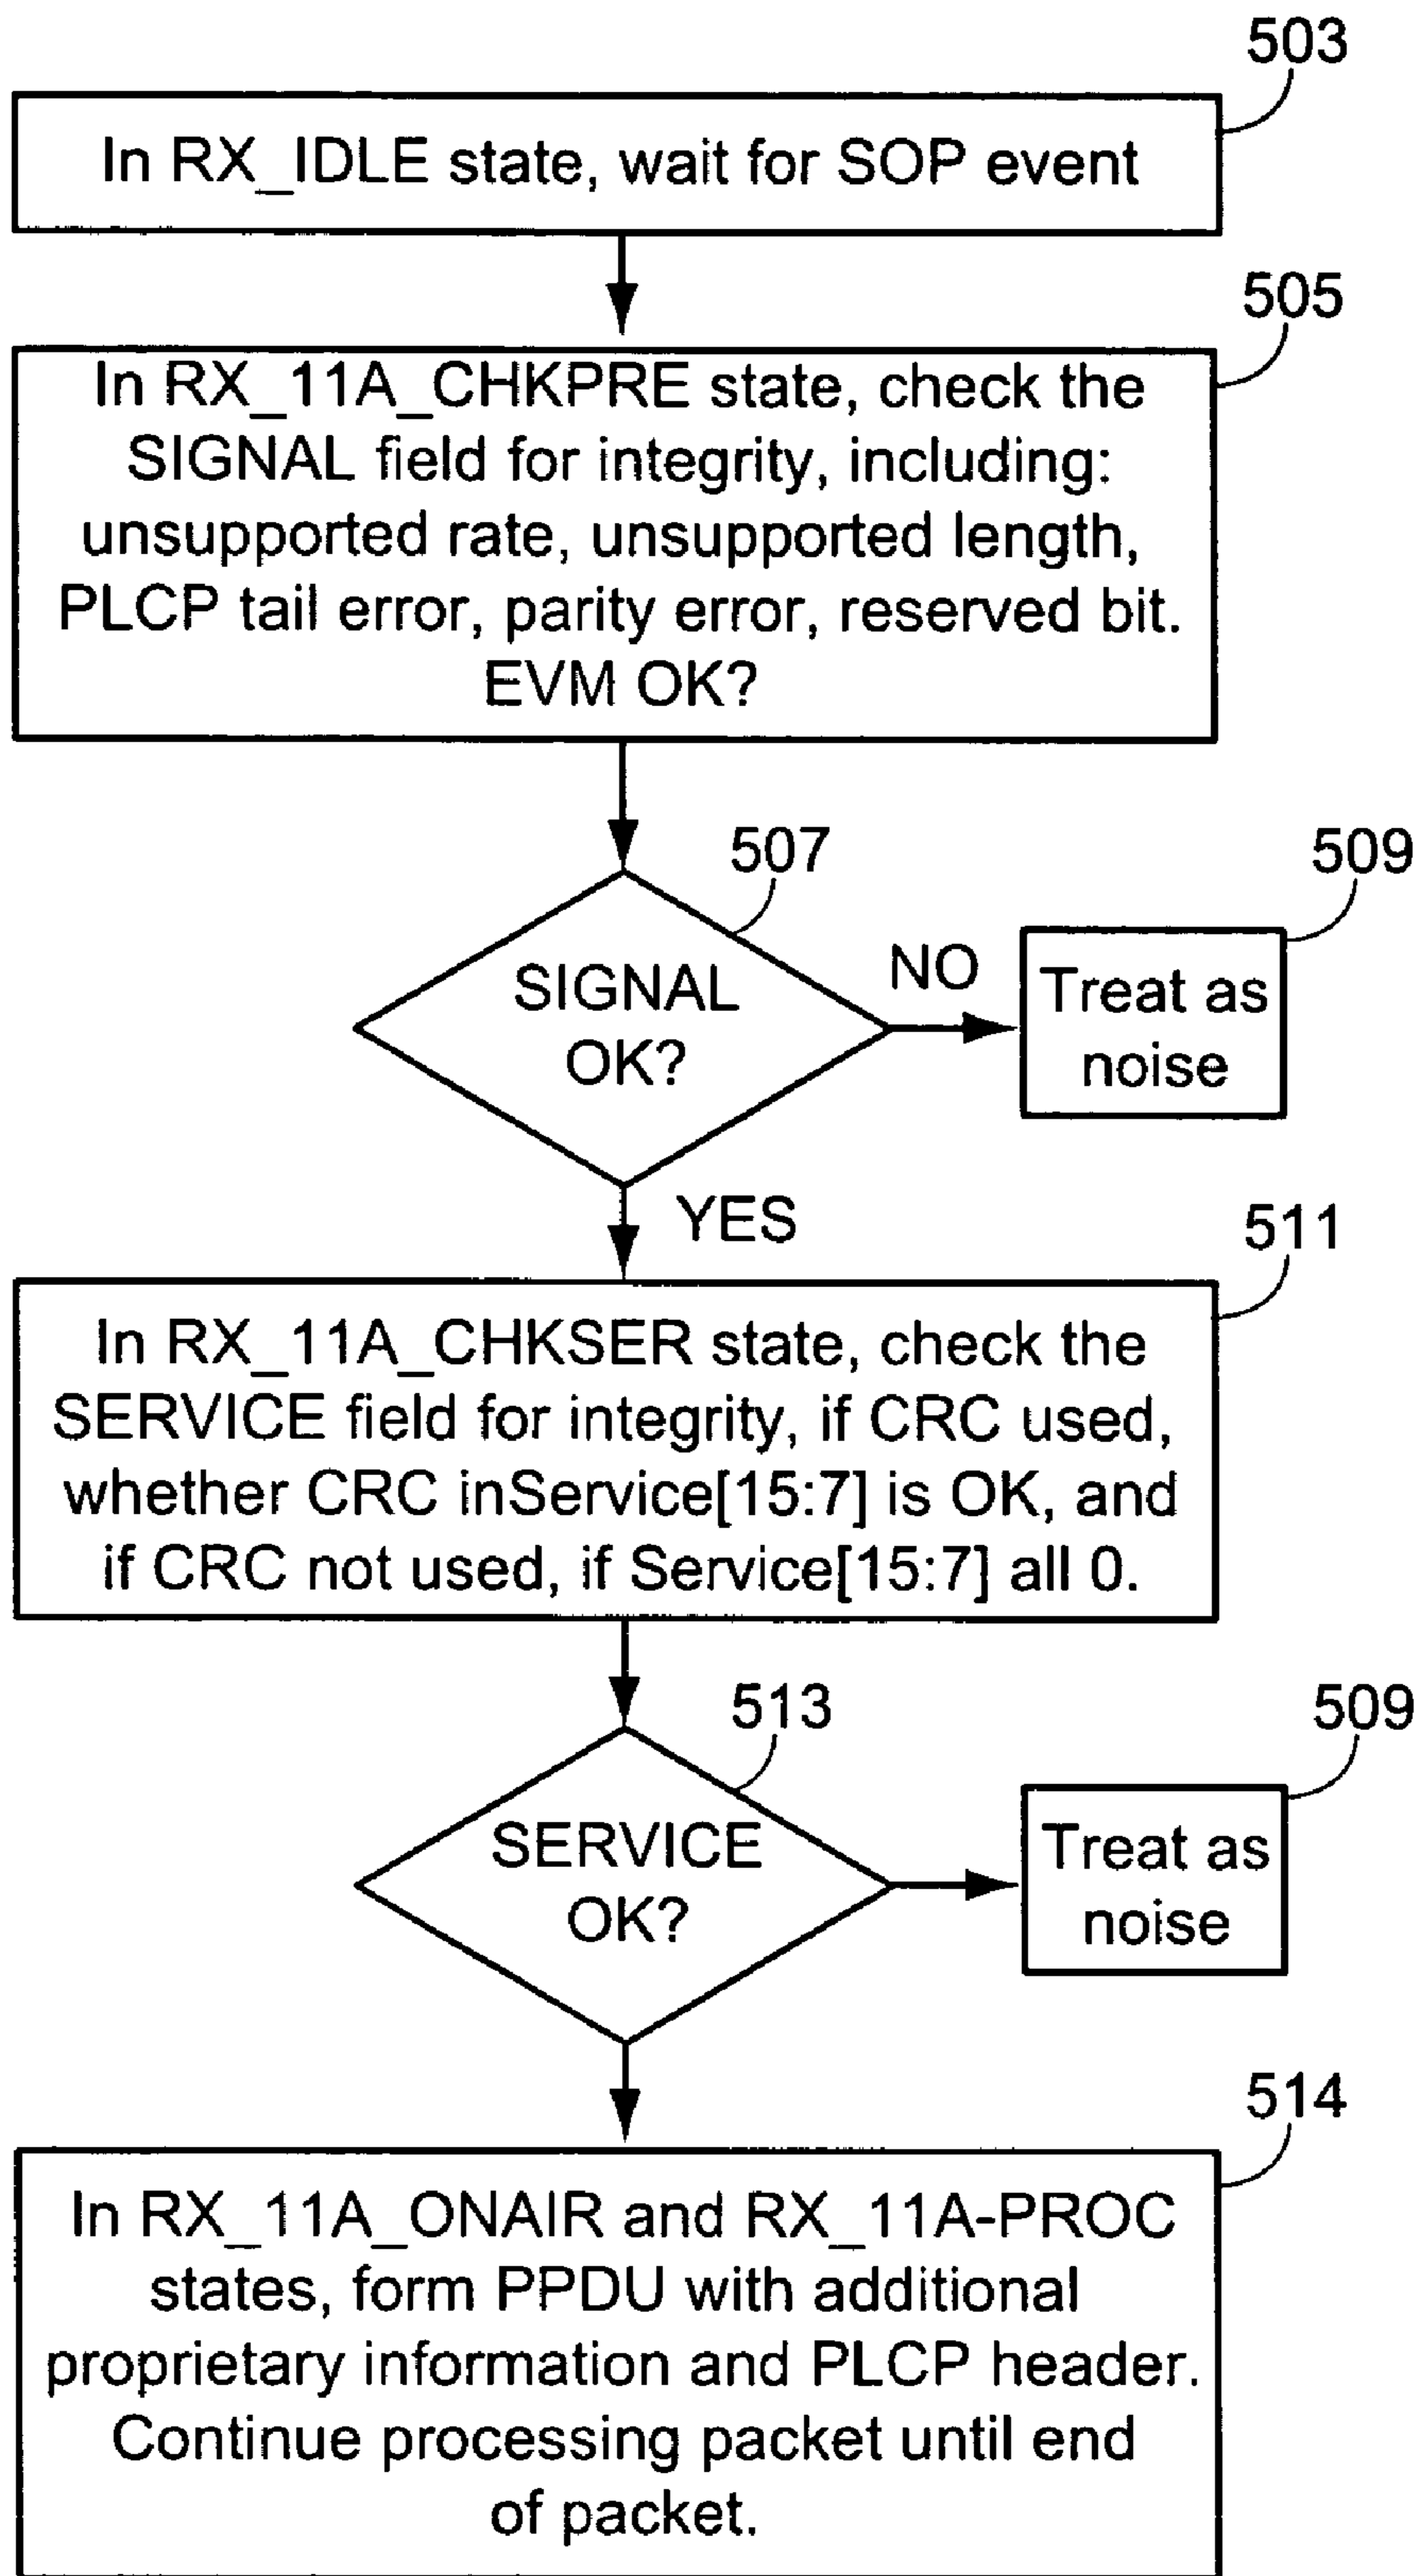 503
In RX_IDLE state, wait for SOP event
505
In RX_11A_CHKPRE state, check the
SIGNAL field for integrity, including:
unsupported rate, unsupported length,
PLCP tail error, parity error, reserved bit.
EVM OK?
507
509
SIGNAL
OK?
NO
Treat as
noise
YES
511
In RX_11A_CHKSER state, check the
SERVICE field for integrity, if CRC used,
whether CRC inService[15:7] is OK, and
if CRC not used, if Service[15:7] all 0.
513
509
SERVICE
OK?
Treat as
noise
514
In RX_11A_ONAIR and RX_11A-PROC
states, form PPDU with additional
proprietary information and PLCP header.
Continue processing packet until end
of packet.